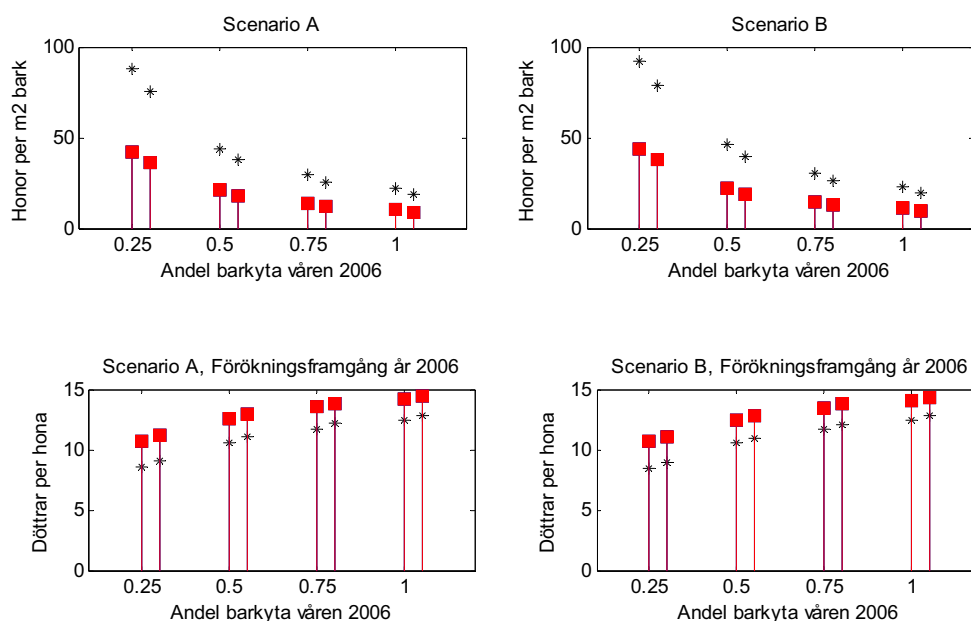 Scenario A
Honor per m2 bark
100
50
0
0.25 0.5 0.75 1
Andel barkyta våren 2006
Scenario B
Honor per m2 bark
100
50
0
0.25 0.5 0.75 1
Andel barkyta våren 2006
Scenario A, Förökningsframgång år 2006
Döttrar per hona
15
10
5
0
0.25 0.5 0.75 1
Andel barkyta våren 2006
Scenario B, Förökningsframgång år 2006
Döttrar per hona
15
10
5
0
0.25 0.5 0.75 1
Andel barkyta våren 2006